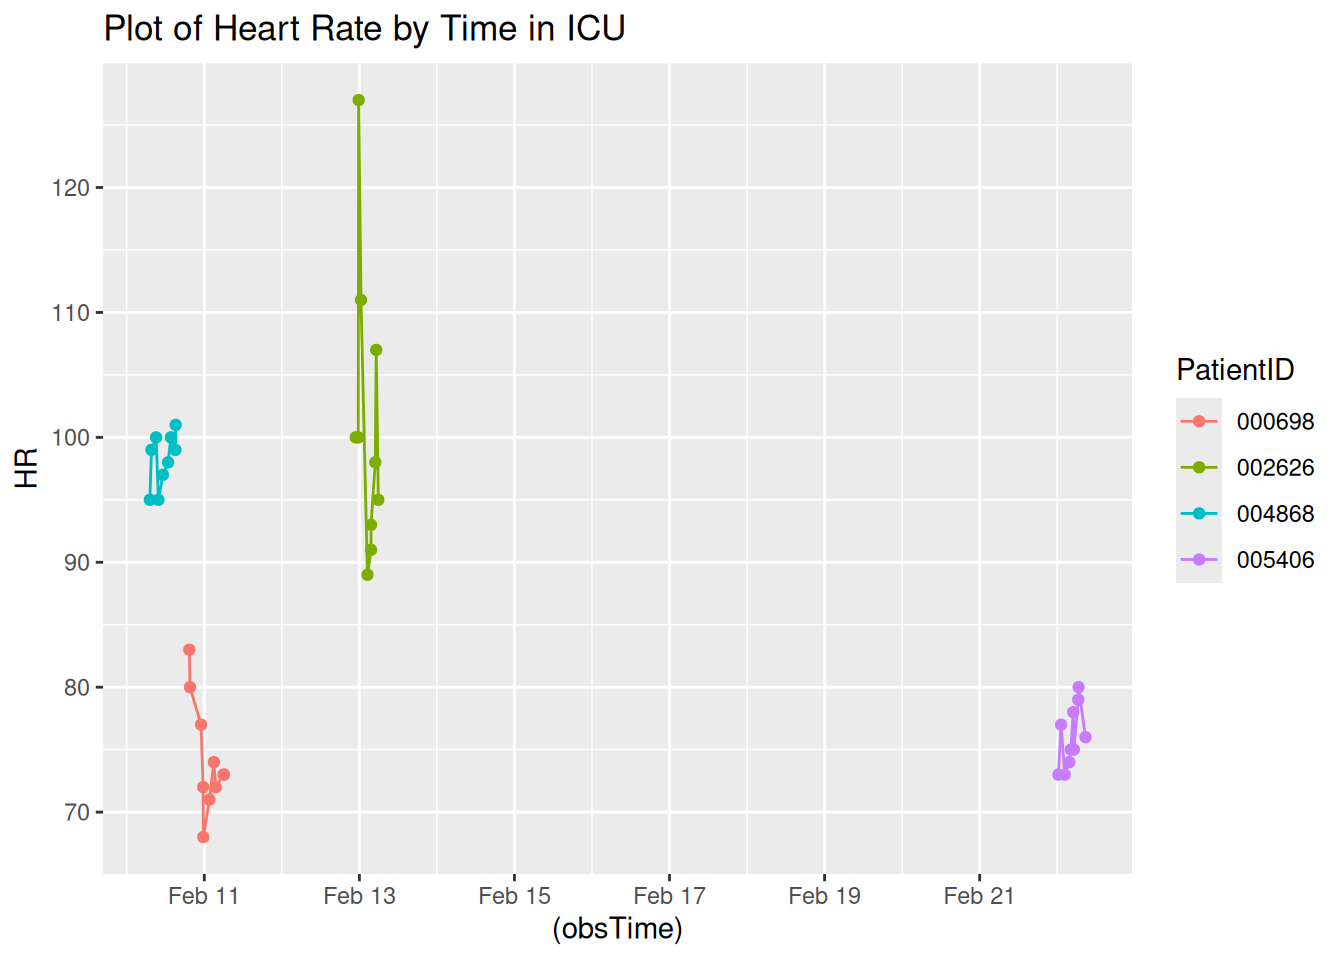 Plot of Heart Rate by Time in ICU
120
110
100
90
80
70
HR
Feb 11
Feb 13
Feb 15
Feb 17
Feb 19
Feb 21
(obsTime)
PatientID
000698
002626
004868
005406